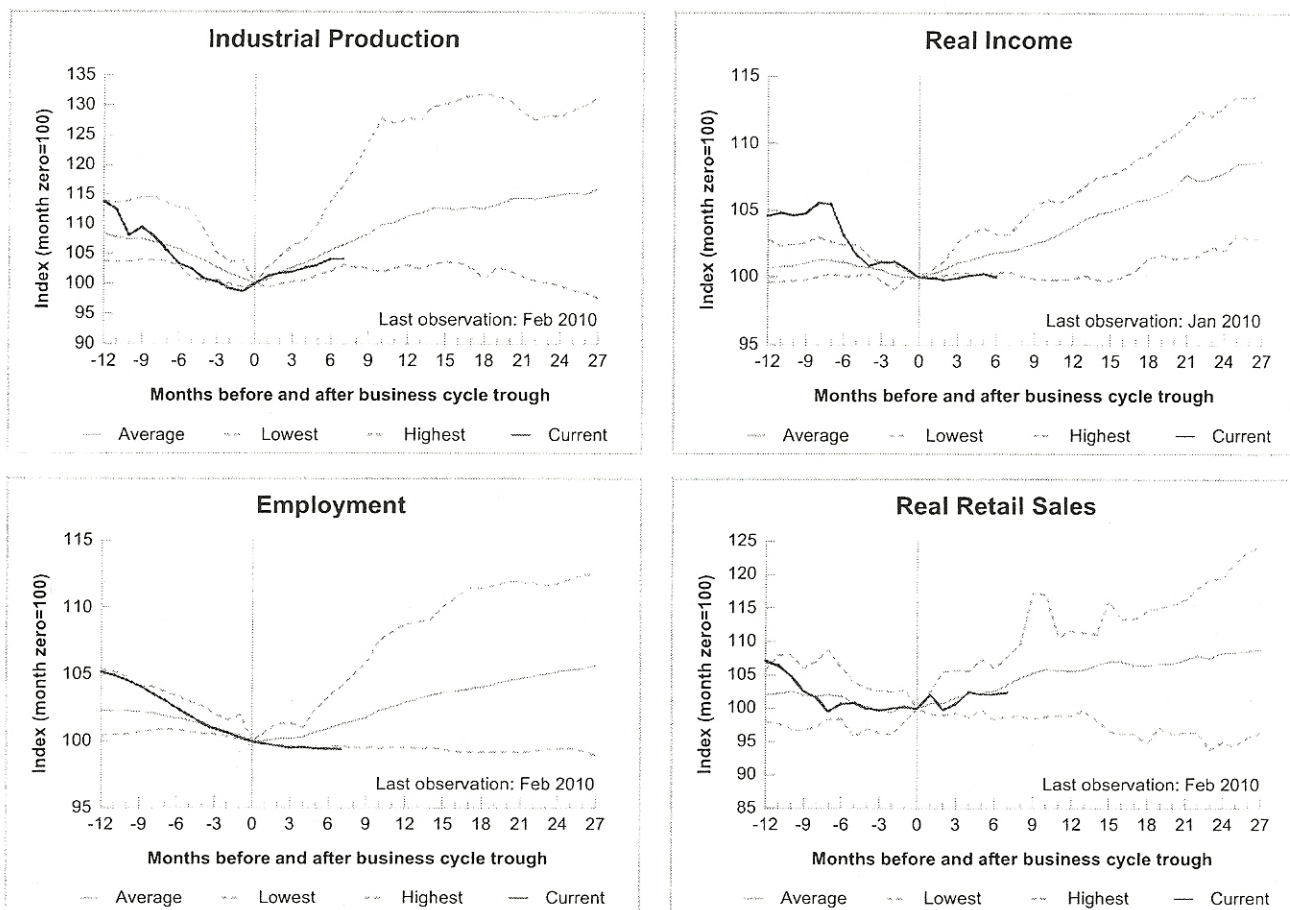 Industrial Production
Index (month zero=100)
135
130
125
120
115
110
105
100
95
90
Last observation: Feb 2010
-12 -9 -6 -3 0 3 6 9 12 15 18 21 24 27
Months before and after business cycle trough
Average Lowest Highest Current
Real Income
Index (month zero=100)
115
110
105
100
95
Last observation: Jan 2010
-12 -9 -6 -3 0 3 6 9 12 15 18 21 24 27
Months before and after business cycle trough
Average Lowest Highest Current
Employment
Index (month zero=100)
115
110
105
100
95
Last observation: Feb 2010
-12 -9 -6 -3 0 3 6 9 12 15 18 21 24 27
Months before and after business cycle trough
Average Lowest Highest Current
Real Retail Sales
Index (month zero=100)
125
120
115
110
105
100
95
90
85
Last observation: Feb 2010
-12 -9 -6 -3 0 3 6 9 12 15 18 21 24 27
Months before and after business cycle trough
Average Lowest Highest Current